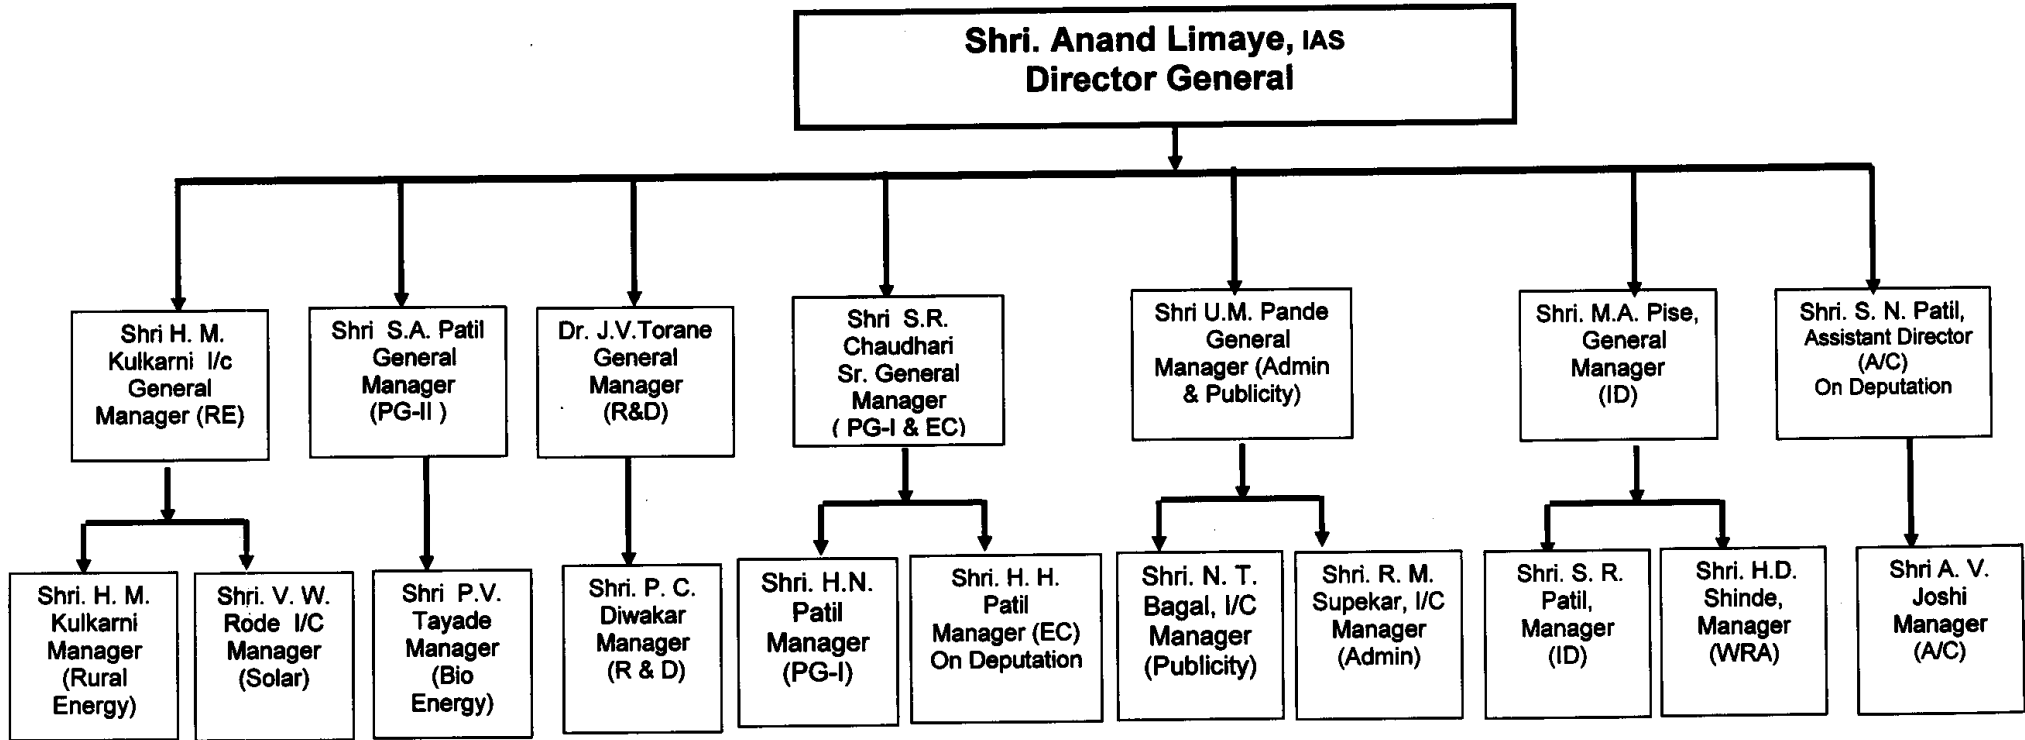 Shri. Anand Limaye, IAS
Director General
Shri H. M.
Kulkarni I/c
General
Manager (RE)
Shri S.A. Patil
General
Manager
(PG-II )
Dr. J.V.Torane
General
Manager
(R&D)
Shri S.R.
Chaudhari
Sr. General
Manager
( PG-I & EC)
Shri U.M. Pande
General
Manager (Admin
& Publicity)
Shri. M.A. Pise,
General
Manager
(ID)
Shri. S. N. Patil,
Assistant Director
(A/C)
On Deputation
Shri. H. M.
Kulkarni
Manager
(Rural
Energy)
Shri. V. W.
Rode I/C
Manager
(Solar)
Shri P.V.
Tayade
Manager
(Bio
Energy)
Shri. P. C.
Diwakar
Manager
(R & D)
Shri. H.N.
Patil
Manager
(PG-I)
Shri. H. H.
Patil
Manager (EC)
On Deputation
Shri. N. T.
Bagal, I/C
Manager
(Publicity)
Shri. R. M.
Supekar, I/C
Manager
(Admin)
Shri. S. R.
Patil,
Manager
(ID)
Shri. H.D.
Shinde,
Manager
(WRA)
Shri A. V.
Joshi
Manager
(A/C)